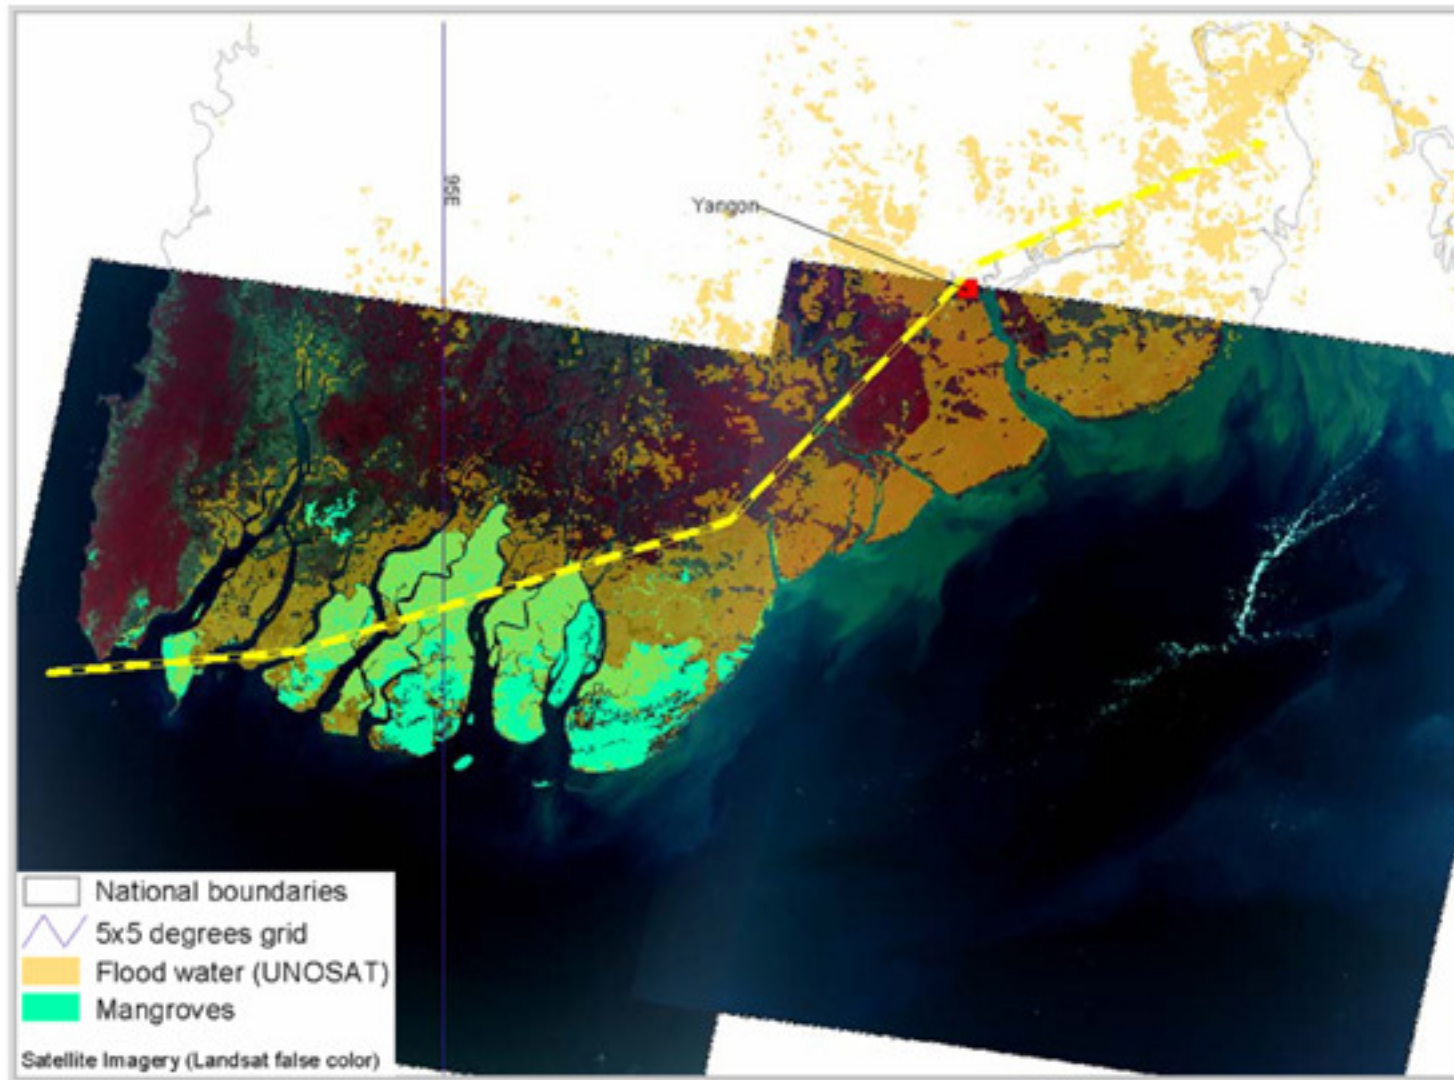 95E
Yangon
National boundaries
5x5 degrees grid
Flood water (UNOSAT)
Mangroves
Satellite Imagery (Landsat false color)